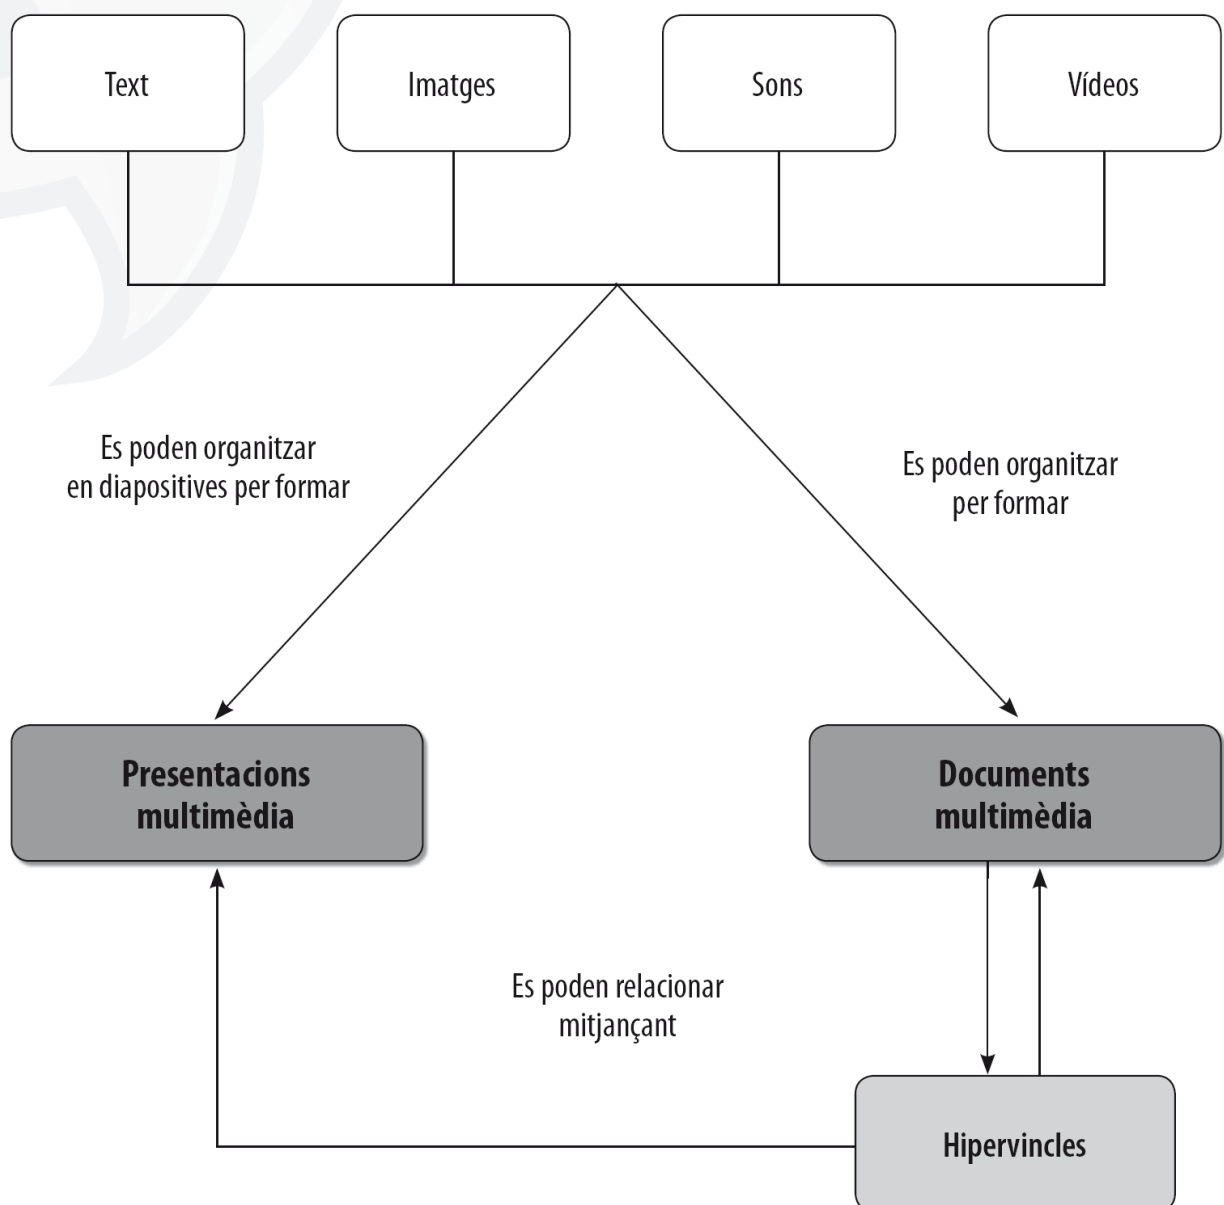 Text
Imatges
Sons
Vídeos
Es poden organitzar
en diapositives per formar
Es poden organitzar
per formar
Presentacions
multimèdia
Documents
multimèdia
Es poden relacionar
mitjançant
Hipervincles